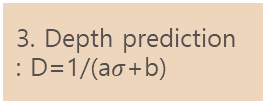 3. Depth prediction
: D=1/(a𝜎+b)